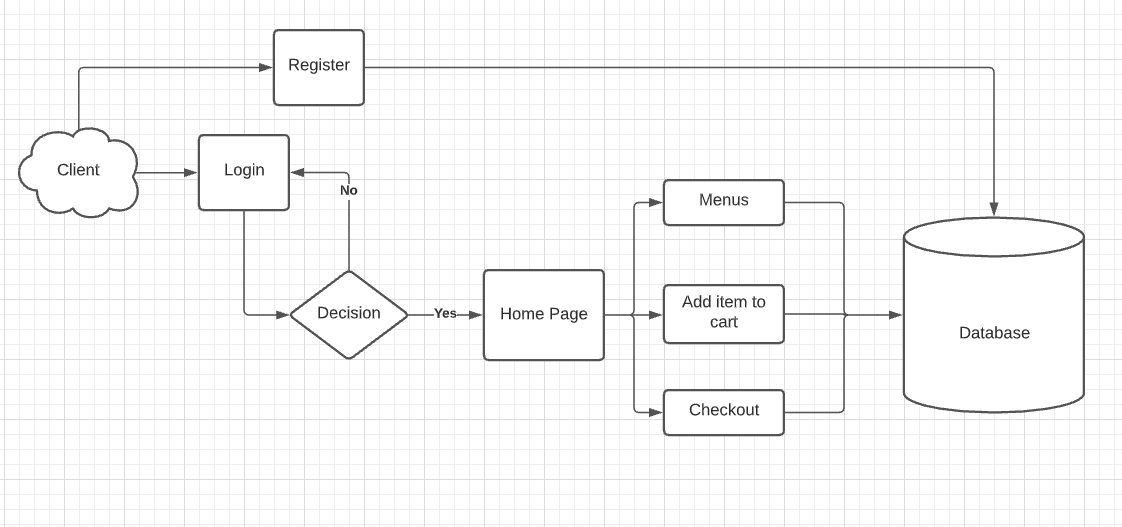 Register
Client
Login
No
Menus
Decision
Yes
Home Page
Add item to
cart
Database
Checkout